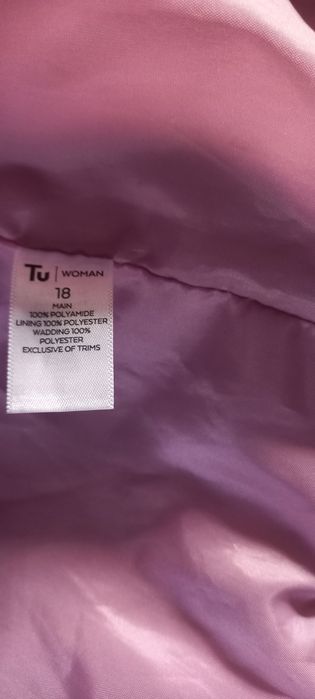 Tu | WOMAN
18
MAIN
100% POLYAMIDE
LINING 100% POLYESTER
WADDING 100%
POLYESTER
EXCLUSIVE OF TRIMS